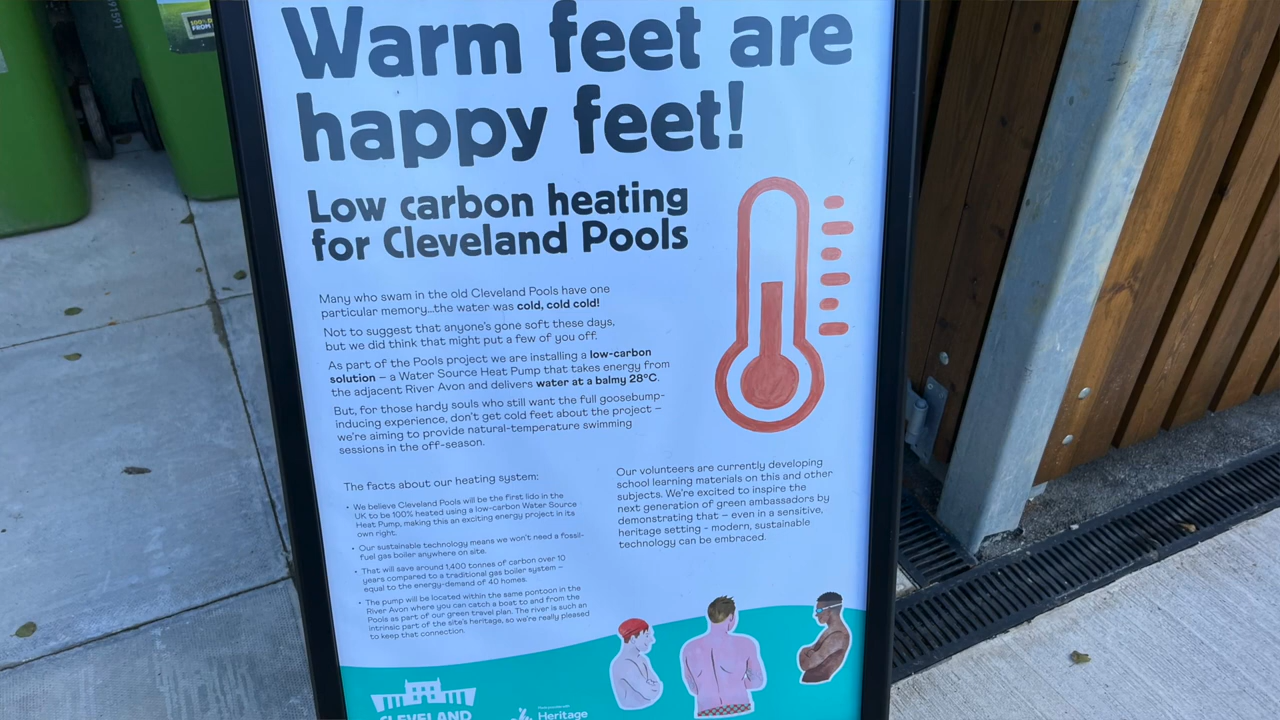 Warm feet are
happy feet!
Low carbon heating
for Cleveland Pools
Many who swam in the old Cleveland Pools have one
particular memory...the water was cold, cold cold!
Not to suggest that anyone's gone soft these days,
but we did think that might put a few of you off.
As part of the Pools project we are installing a low-carbon
solution – a Water Source Heat Pump that takes energy from
the adjacent River Avon and delivers water at a balmy 28°C.
But, for those hardy souls who still want the full goosebump-
inducing experience, don't get cold feet about the project –
we're aiming to provide natural-temperature swimming
sessions in the off-season.
The facts about our heating system:
• We believe Cleveland Pools will be the first lido in the
UK to be 100% heated using a low-carbon Water Source
Heat Pump, making this an exciting energy project in its
own right.
• Our sustainable technology means we won't need a fossil-
fuel gas boiler anywhere on site.
• That will save around 1,400 tonnes of carbon over 10
years compared to a traditional gas boiler system –
equal to the energy-demand of 40 homes.
• The pump will be located within the same pontoon in the
River Avon where you can catch a boat to and from the
Pools as part of our green travel plan. The river is such an
intrinsic part of the site's heritage, so we're really pleased
to keep that connection.
Our volunteers are currently developing
school learning materials on this and other
subjects. We're excited to inspire the
next generation of green ambassadors by
demonstrating that – even in a sensitive,
heritage setting - modern, sustainable
technology can be embraced.
CLEVELAND
Heritage